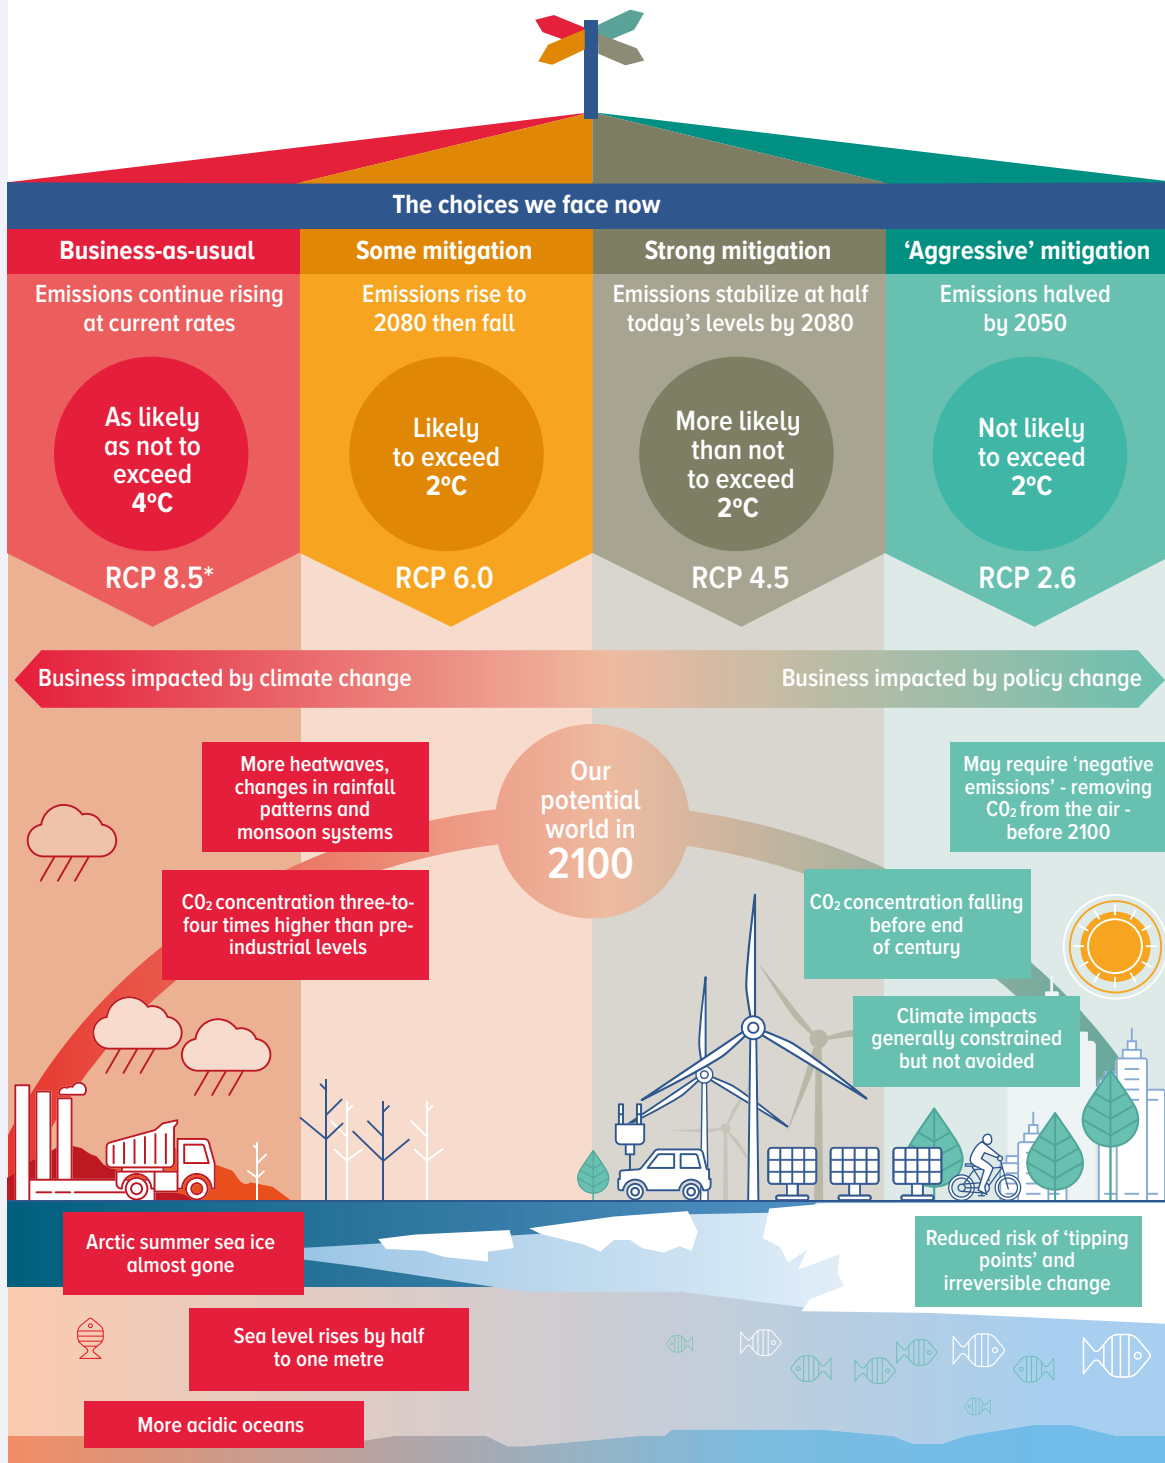 The choices we face now
Business-as-usual
Emissions continue rising
at current rates
As likely
as not to
exceed
4ºC
RCP 8.5*
Some mitigation
Emissions rise to
2080 then fall
Likely
to exceed
2ºC
RCP 6.0
Strong mitigation
Emissions stabilize at half
today's levels by 2080
More likely
than not
to exceed
2ºC
RCP 4.5
‘Aggressive’ mitigation
Emissions halved
by 2050
Not likely
to exceed
2ºC
RCP 2.6
Business impacted by climate change
Business impacted by policy change
Our
potential
world in
2100
More heatwaves,
changes in rainfall
patterns and
monsoon systems
CO₂ concentration three-to-
four times higher than pre-
industrial levels
May require ‘negative
emissions’ - removing
CO₂ from the air -
before 2100
CO₂ concentration falling
before end
of century
Climate impacts
generally constrained
but not avoided
Arctic summer sea ice
almost gone
Sea level rises by half
to one metre
More acidic oceans
Reduced risk of ‘tipping
points’ and
irreversible change